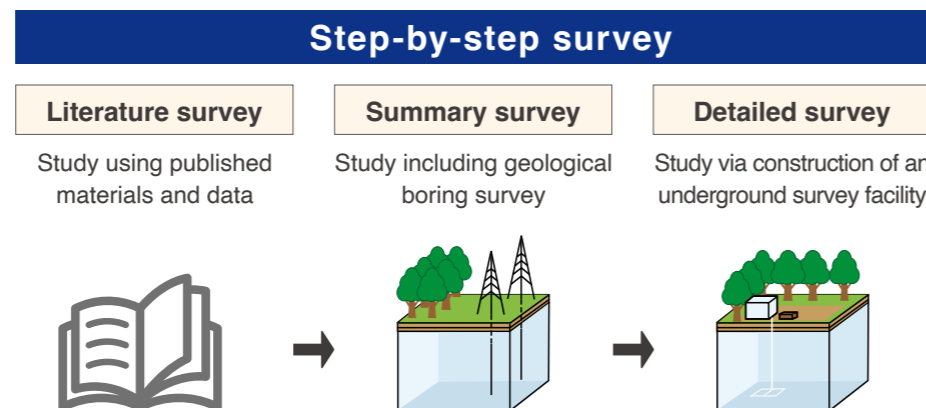 Step-by-step survey
Literature survey
Study using published
materials and data
Summary survey
Study including geological
boring survey
Detailed survey
Study via construction of an
underground survey facility